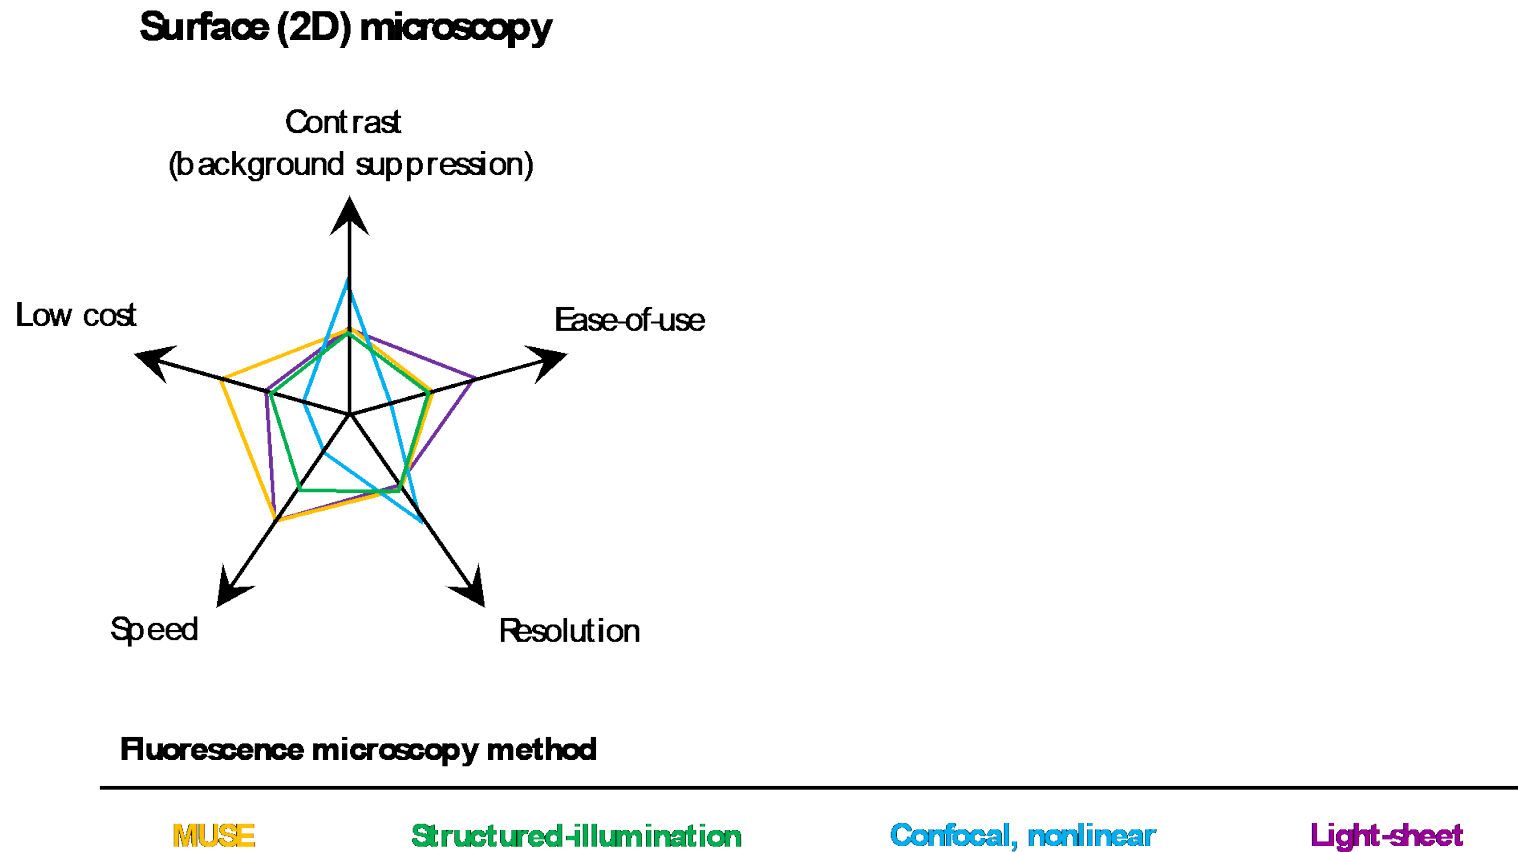 Surface (2D) microscopy
Contrast
(background suppression)
Low cost
Ease-of-use
Speed
Resolution
Fluorescence microscopy method
MUSE
Structured-illumination
Confocal, nonlinear
Light-sheet